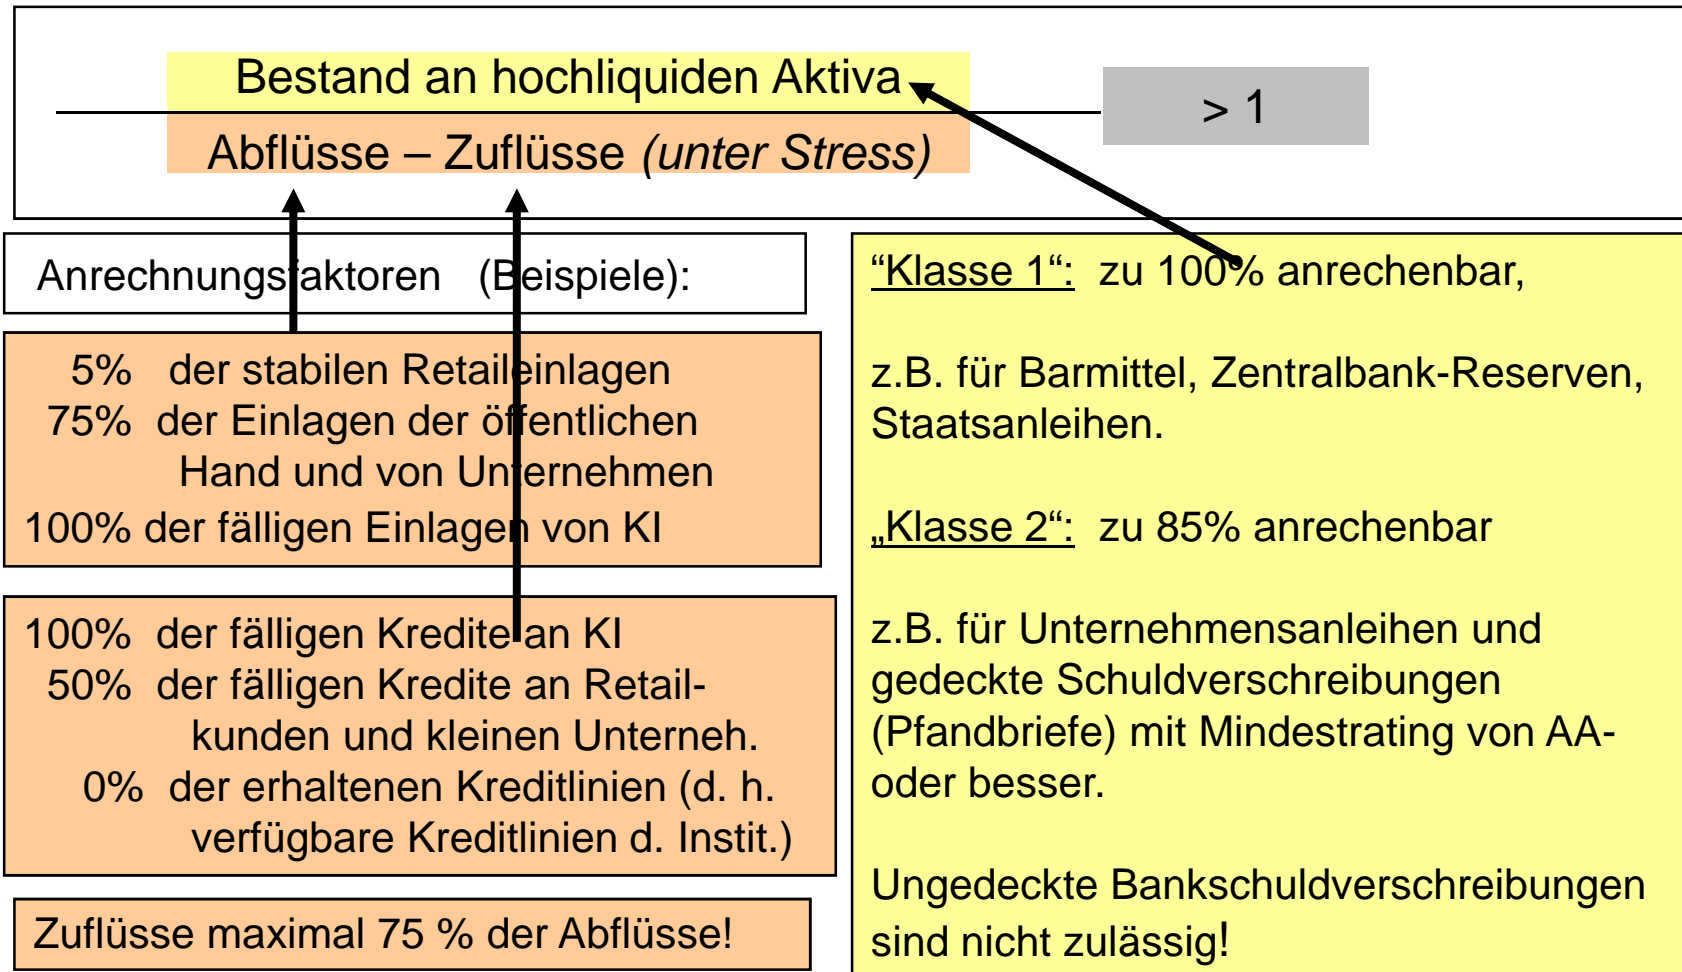 Bestand an hochliquiden Aktiva
> 1
Abflüsse – Zuflüsse (unter Stress)
Anrechnungsfaktoren (Beispiele):
5% der stabilen Retaileinlagen
75% der Einlagen der öffentlichen
Hand und von Unternehmen
100% der fälligen Einlagen von KI
100% der fälligen Kredite an KI
50% der fälligen Kredite an Retail-
kunden und kleinen Unterneh.
0% der erhaltenen Kreditlinien (d. h.
verfügbare Kreditlinien d. Instit.)
Zuflüsse maximal 75 % der Abflüsse!
“Klasse 1“: zu 100% anrechenbar,
z.B. für Barmittel, Zentralbank-Reserven,
Staatsanleihen.
„Klasse 2“: zu 85% anrechenbar
z.B. für Unternehmensanleihen und
gedeckte Schuldverschreibungen
(Pfandbriefe) mit Mindestrating von AA-
oder besser.
Ungedeckte Bankschuldverschreibungen
sind nicht zulässig!